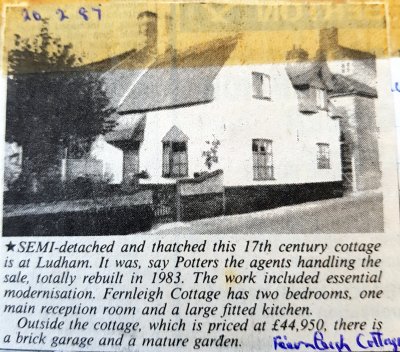 20.2.87
★SEMI-detached and thatched this 17th century cottage
is at Ludham. It was, say Potters the agents handling the
sale, totally rebuilt in 1983. The work included essential
modernisation. Fernleigh Cottage has two bedrooms, one
main reception room and a large fitted kitchen.
Outside the cottage, which is priced at £44,950, there is
a brick garage and a mature garden.
Cottage